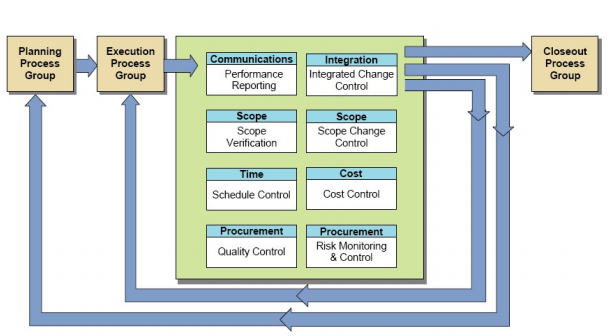 Planning
Process
Group
Execution
Process
Group
Communications
Performance
Reporting
Integration
Integrated Change
Control
Closeout
Process
Group
Scope
Scope
Verification
Scope
Scope Change
Control
Time
Schedule Control
Cost
Cost Control
Procurement
Quality Control
Procurement
Risk Monitoring
& Control